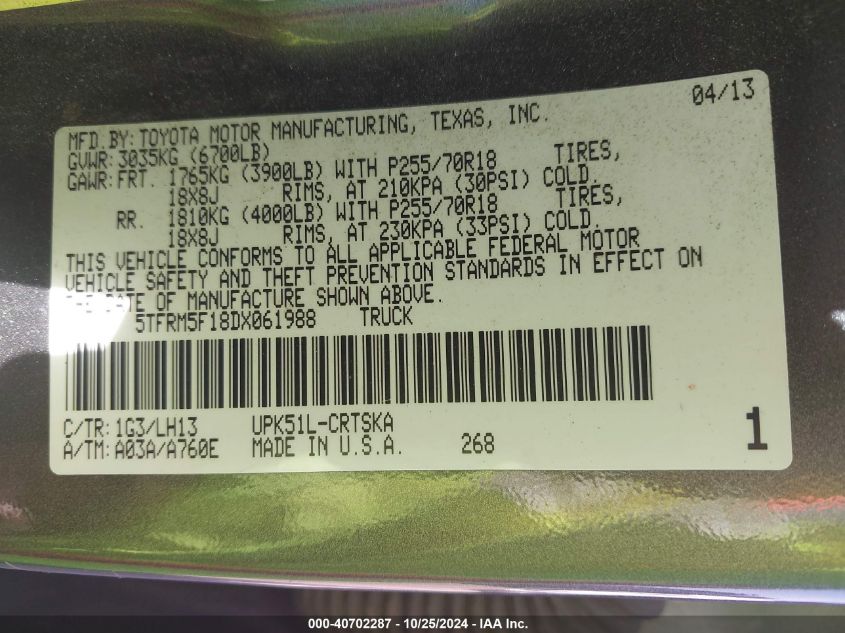 04/13
MFD.BY: TOYOTA MOTOR MANUFACTURING, TEXAS, INC.
GVWR: 3035KG (6700LB)
GAWR: FRT. 1765KG (3900LB) WITH P255/70R18 TIRES,
18X8J RIMS, AT 210KPA (30PSI) COLD.
RR. 1810KG (4000LB) WITH P255/70R18 TIRES,
18X8J RIMS, AT 230KPA (33PSI) COLD.
THIS VEHICLE CONFORMS TO ALL APPLICABLE FEDERAL MOTOR
VEHICLE SAFETY AND THEFT PREVENTION STANDARDS IN EFFECT ON
THE DATE OF MANUFACTURE SHOWN ABOVE.
5TFRM5F18DX061988 TRUCK
C/TR: 1G3/LH13 UPK51L-CRTSKA
A/TM: A03A/A760E MADE IN U.S.A. 268
1
000-40702287 - 10/25/2024 - IAA Inc.